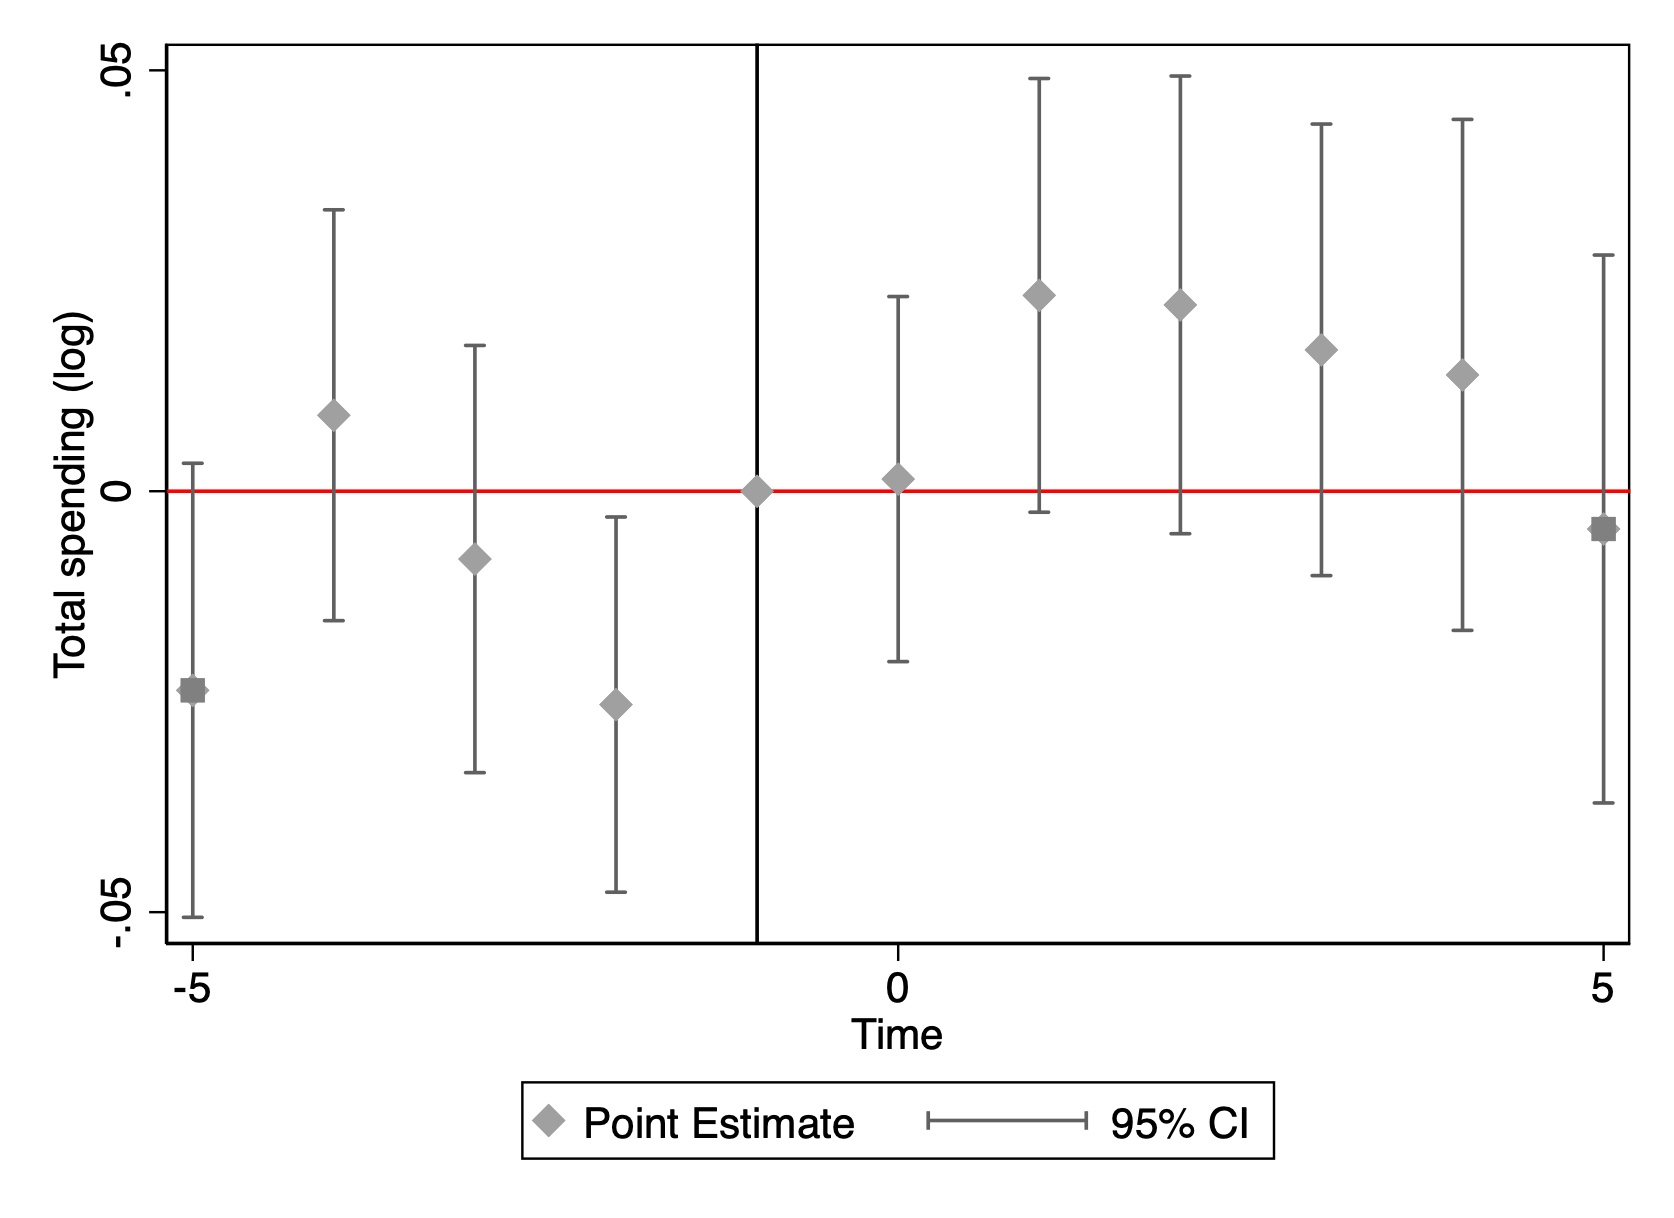 .05
0
-.05
Total spending (log)
-5 0 5
Time
Point Estimate 95% CI